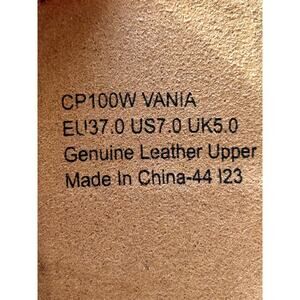 CP100W VANIA
EU37.0 US7.0 UK5.0
Genuine Leather Upper
Made In China-44 I23